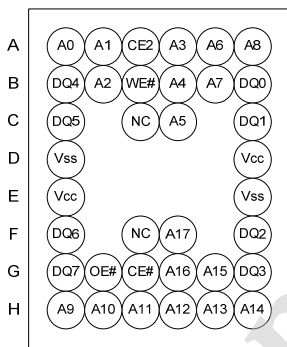 A A0 A1 CE2 A3 A6 A8
B DQ4 A2 WE# A4 A7 DQ0
C DQ5 NC A5 DQ1
D Vss Vcc
E Vcc Vss
F DQ6 NC A17 DQ2
G DQ7 OE# CE# A16 A15 DQ3
H A9 A10 A11 A12 A13 A14